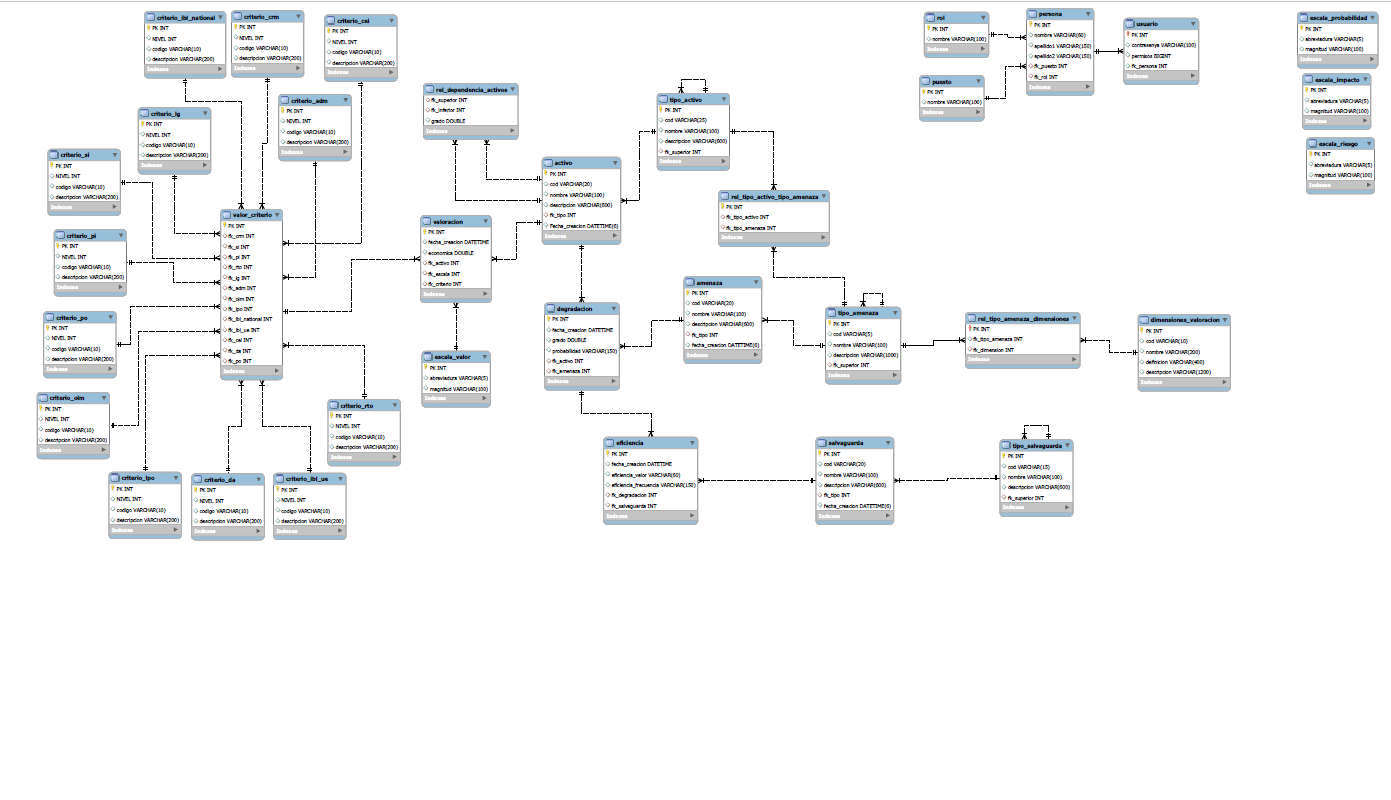 criterio_ibl_national
PK INT
NIVEL INT
codigo VARCHAR(10)
descripcion VARCHAR(200)
Indexes
criterio_crm
PK INT
NIVEL INT
codigo VARCHAR(10)
descripcion VARCHAR(200)
Indexes
criterio_cei
PK INT
NIVEL INT
codigo VARCHAR(10)
descripcion VARCHAR(200)
Indexes
criterio_adm
PK INT
NIVEL INT
codigo VARCHAR(10)
descripcion VARCHAR(200)
Indexes
criterio_ig
PK INT
NIVEL INT
codigo VARCHAR(10)
descripcion VARCHAR(200)
Indexes
criterio_si
PK INT
NIVEL INT
codigo VARCHAR(10)
descripcion VARCHAR(200)
Indexes
criterio_pi
PK INT
NIVEL INT
codigo VARCHAR(10)
descripcion VARCHAR(200)
Indexes
criterio_po
PK INT
NIVEL INT
codigo VARCHAR(10)
descripcion VARCHAR(200)
Indexes
criterio_olm
PK INT
NIVEL INT
codigo VARCHAR(10)
descripcion VARCHAR(200)
Indexes
criterio_lpo
PK INT
NIVEL INT
codigo VARCHAR(10)
descripcion VARCHAR(200)
Indexes
criterio_da
PK INT
NIVEL INT
codigo VARCHAR(10)
descripcion VARCHAR(200)
Indexes
criterio_ibl_ue
PK INT
NIVEL INT
codigo VARCHAR(10)
descripcion VARCHAR(200)
Indexes
criterio_rto
PK INT
NIVEL INT
codigo VARCHAR(10)
descripcion VARCHAR(200)
Indexes
valor_criterio
PK INT
fk_crm INT
fk_si INT
fk_pi INT
fk_rto INT
fk_ig INT
fk_adm INT
fk_olm INT
fk_lpo INT
fk_ibl_national INT
fk_ibl_ue INT
fk_cei INT
fk_da INT
fk_po INT
Indexes
rel_dependencia_activos
fk_superior INT
fk_inferior INT
grado DOUBLE
Indexes
valoracion
PK INT
fecha_creacion DATETIME
economica DOUBLE
fk_activo INT
fk_escala INT
fk_criterio INT
Indexes
escala_valor
PK INT
abreviadura VARCHAR(5)
magnitud VARCHAR(100)
Indexes
activo
PK INT
cod VARCHAR(20)
nombre VARCHAR(100)
descripcion VARCHAR(600)
fk_tipo INT
Fecha_creacion DATETIME(6)
Indexes
tipo_activo
PK INT
cod VARCHAR(25)
nombre VARCHAR(100)
descripcion VARCHAR(600)
fk_superior INT
Indexes
rel_tipo_activo_tipo_amenaza
PK INT
fk_tipo_activo INT
fk_tipo_amenaza INT
Indexes
degradacion
PK INT
fecha_creacion DATETIME
grado DOUBLE
probabilidad VARCHAR(150)
fk_activo INT
fk_amenaza INT
Indexes
amenaza
PK INT
cod VARCHAR(20)
nombre VARCHAR(100)
descripcion VARCHAR(600)
fk_tipo INT
fecha_creacion DATETIME(6)
Indexes
tipo_amenaza
PK INT
cod VARCHAR(5)
nombre VARCHAR(100)
descripcion VARCHAR(1000)
fk_superior INT
Indexes
rel_tipo_amenaza_dimensiones
PK INT
fk_tipo_amenaza INT
fk_dimension INT
Indexes
dimensiones_valoracion
PK INT
cod VARCHAR(10)
nombre VARCHAR(200)
definicion VARCHAR(400)
descripcion VARCHAR(1200)
Indexes
eficiencia
PK INT
fecha_creacion DATETIME
eficiencia_valor VARCHAR(60)
eficiencia_frecuencia VARCHAR(150)
fk_degradacion INT
fk_salvaguarda INT
Indexes
salvaguarda
PK INT
cod VARCHAR(20)
nombre VARCHAR(100)
descripcion VARCHAR(600)
fk_tipo INT
fecha_creacion DATETIME(6)
Indexes
tipo_salvaguarda
PK INT
cod VARCHAR(15)
nombre VARCHAR(100)
descripcion VARCHAR(600)
fk_superior INT
Indexes
rol
PK INT
nombre VARCHAR(100)
Indexes
puesto
PK INT
nombre VARCHAR(100)
Indexes
persona
PK INT
nombre VARCHAR(60)
apellido1 VARCHAR(150)
apellido2 VARCHAR(150)
fk_puesto INT
fk_rol INT
Indexes
usuario
PK INT
contrasenya VARCHAR(100)
permisos BIGINT
fk_persona INT
Indexes
escala_probabilidad
PK INT
abreviadura VARCHAR(5)
magnitud VARCHAR(100)
Indexes
escala_impacto
PK INT
abreviadura VARCHAR(5)
magnitud VARCHAR(100)
Indexes
escala_riesgo
PK INT
abreviadura VARCHAR(5)
magnitud VARCHAR(100)
Indexes